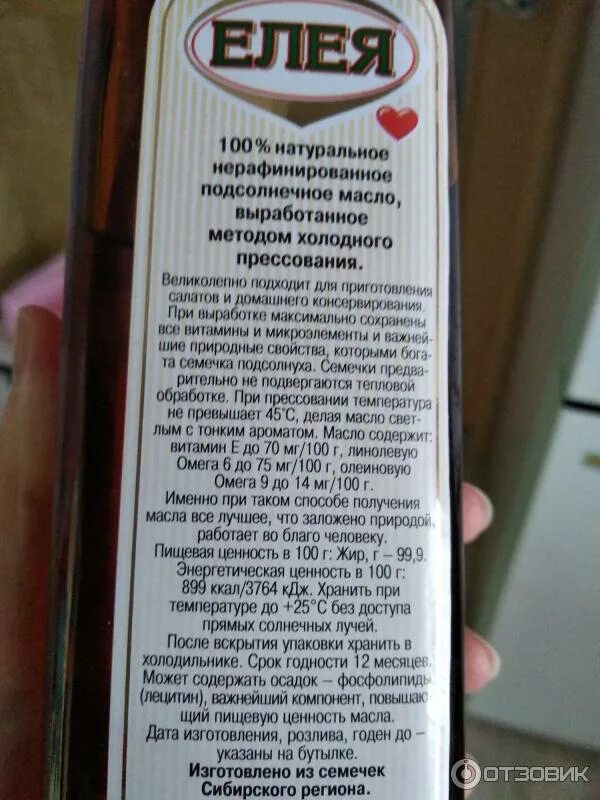 ЕЛЕЯ
100% натуральное
нерафинированное
подсолнечное масло,
выработанное
методом холодного
прессования.
Великолепно подходит для приготовления
салатов и домашнего консервирования.
При выработке максимально сохранены
все витамины и микроэлементы и важней-
шие природные свойства, которыми бога-
та семечка подсолнуха. Семечки предва-
рительно не подвергаются тепловой
обработке. При прессовании температура
не превышает 45°С, делая масло свет-
лым с тонким ароматом. Масло содержит:
витамин Е до 70 мг/100 г, линолевую
Омега 6 до 75 мг/100 г, олеиновую
Омега 9 до 14 мг/100 г.
Именно при таком способе получения
масла все лучшее, что заложено природой,
работает во благо человеку.
Пищевая ценность в 100 г: Жир, г – 99,9.
Энергетическая ценность в 100 г:
899 ккал/3764 кДж. Хранить при
температуре до +25°С без доступа
прямых солнечных лучей.
После вскрытия упаковки хранить в
холодильнике. Срок годности 12 месяцев.
Может содержать осадок – фосфолипиды
(лецитин), важнейший компонент, повышаю-
щий пищевую ценность масла.
Дата изготовления, розлива, годен до –
указаны на бутылке.
Изготовлено из семечек
Сибирского региона.
ОТЗОВИК